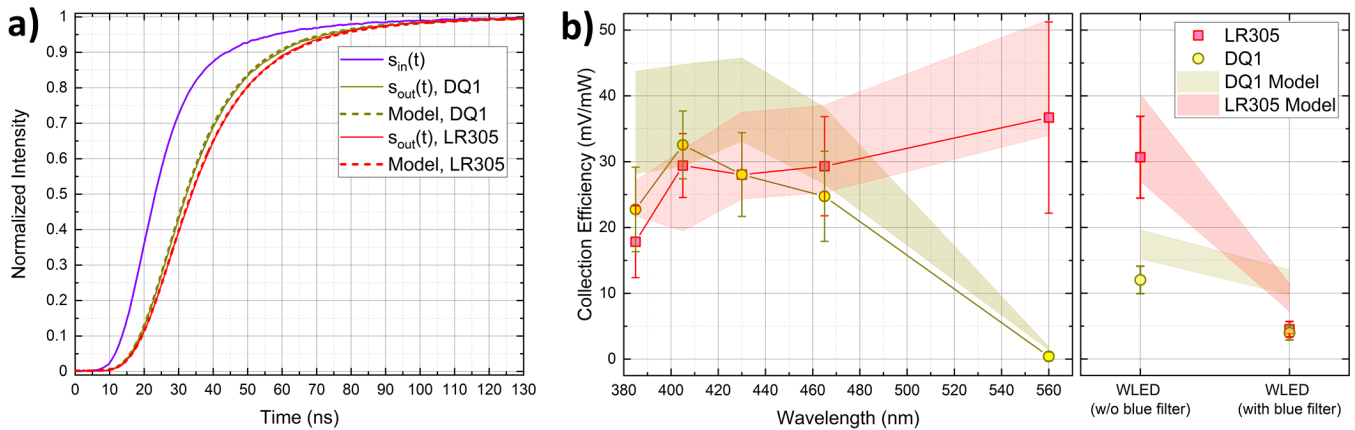 a)
Normalized Intensity
1
0.9
0.8
0.7
0.6
0.5
0.4
0.3
0.2
0.1
0
0 10 20 30 40 50 60 70 80 90 100 110 120 130
Time (ns)
s_in(t)
s_out(t), DQ1
Model, DQ1
s_out(t), LR305
Model, LR305
b)
Collection Efficiency (mV/mW)
50
40
30
20
10
0
380 400 420 440 460 480 500 520 540 560
Wavelength (nm)
LR305
DQ1
DQ1 Model
LR305 Model
WLED
(w/o blue filter)
WLED
(with blue filter)